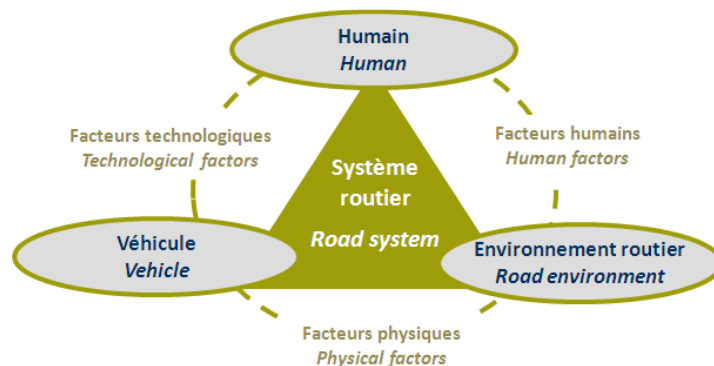 Humain
Human
Facteurs technologiques
Technological factors
Facteurs humains
Human factors
Système
routier
Road system
Véhicule
Vehicle
Environnement routier
Road environment
Facteurs physiques
Physical factors